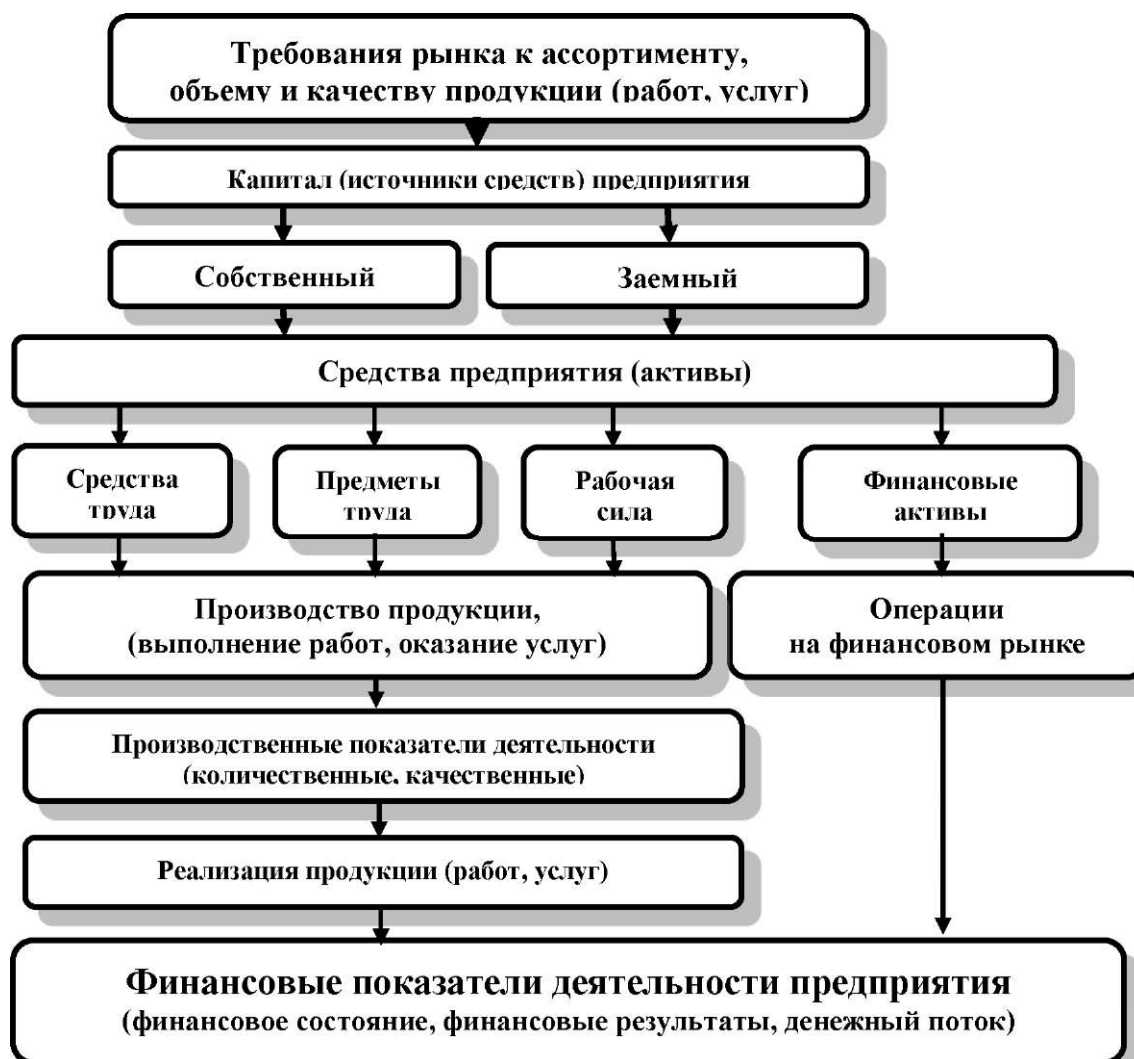 Требования рынка к ассортименту,
объему и качеству продукции (работ, услуг)
Капитал (источники средств) предприятия
Собственный
Заемный
Средства предприятия (активы)
Средства
труда
Предметы
труда
Рабочая
сила
Финансовые
активы
Производство продукции,
(выполнение работ, оказание услуг)
Операции
на финансовом рынке
Производственные показатели деятельности
(количественные, качественные)
Реализация продукции (работ, услуг)
Финансовые показатели деятельности предприятия
(финансовое состояние, финансовые результаты, денежный поток)